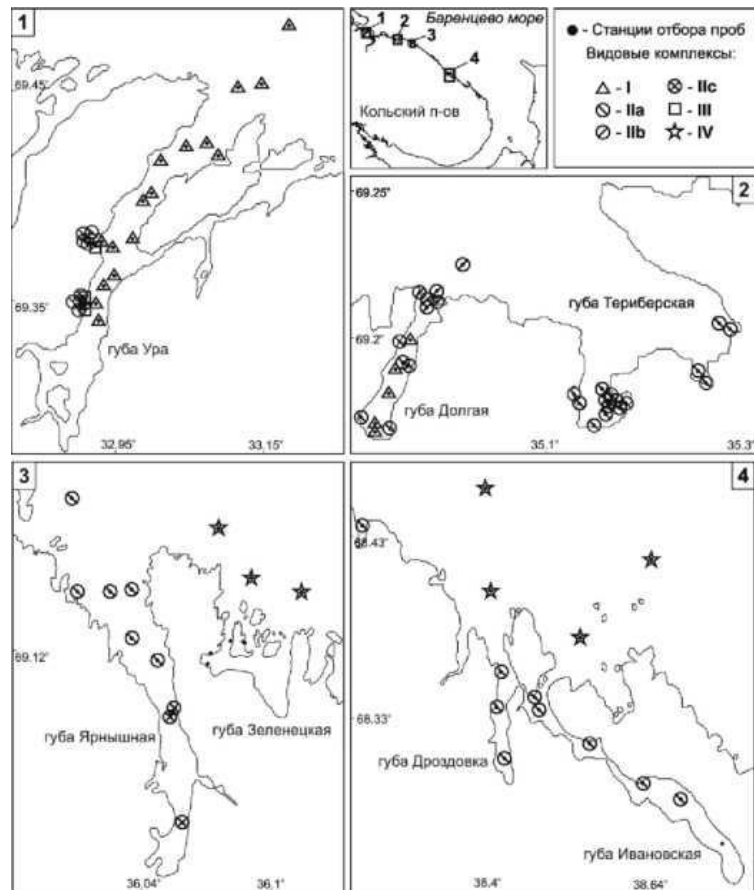 1
69.45°
69.35°
губа Ура
32.95° 33.15°
Баренцево море
1 2 3
4
Кольский п-ов
● - Станции отбора проб
Видовые комплексы:
- I - IIc
- IIa - III
- IIb - IV
69.25° 2
губа Териберская
69.2°
губа Долгая
35.1° 35.3°
3
69.12°
губа Ярнышная
губа Зеленецкая
36.04° 36.1°
4
68.43°
68.33°
губа Дроздовка
губа Ивановская
38.4° 38.64°